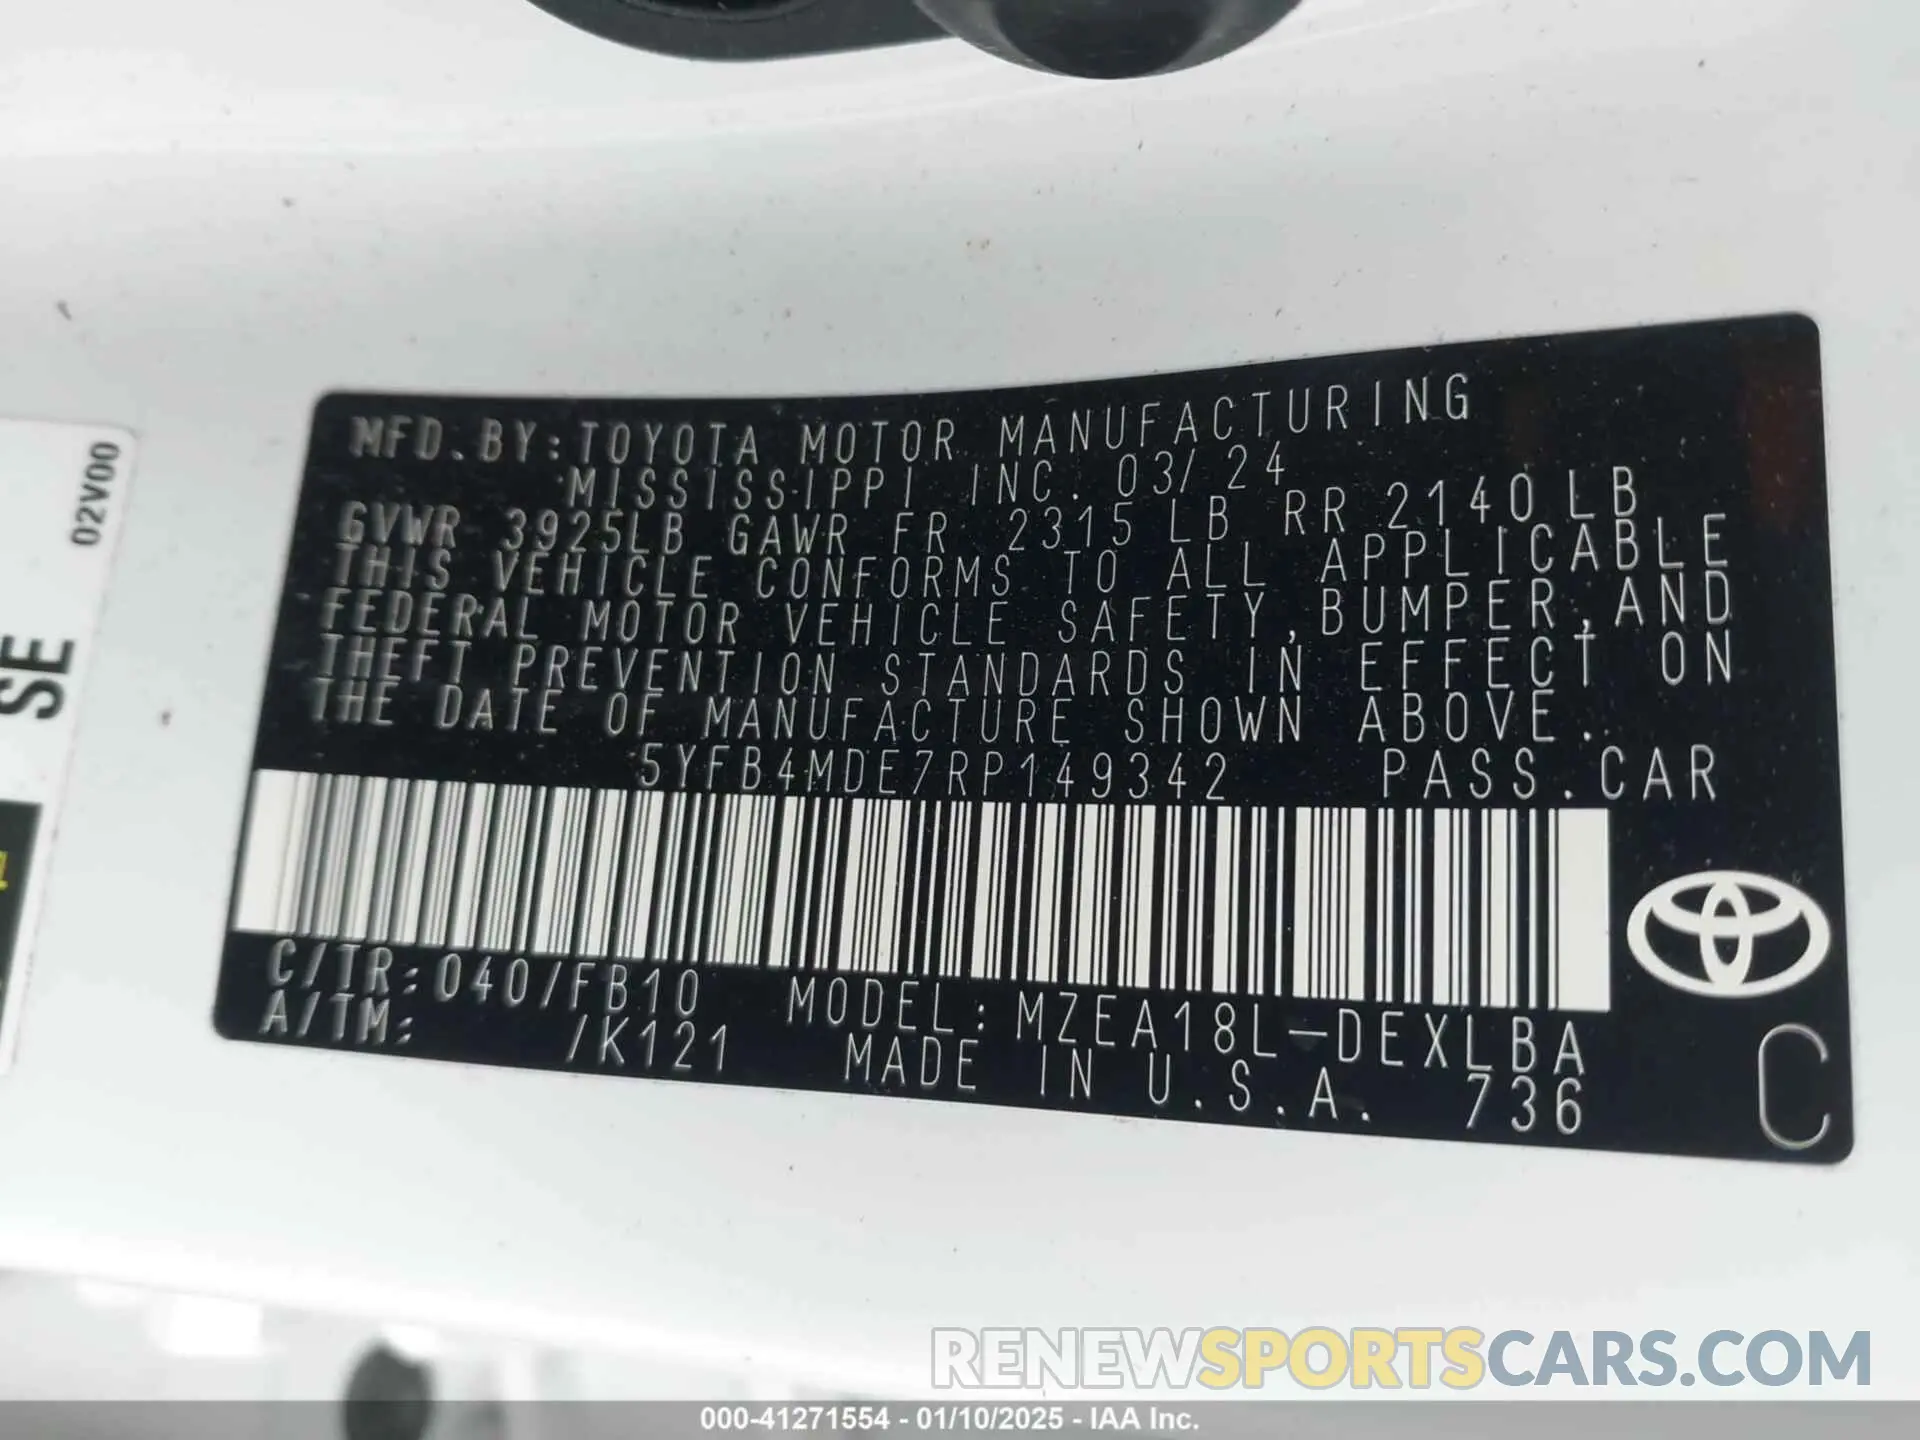 MFD. BY: TOYOTA MOTOR MANUFACTURING
MISSISSIPPI INC. 03/24
GVWR 3925LB GAWR FR 2315 LB RR 2140 LB
THIS VEHICLE CONFORMS TO ALL APPLICABLE
FEDERAL MOTOR VEHICLE SAFETY, BUMPER, AND
THEFT PREVENTION STANDARDS IN EFFECT ON
THE DATE OF MANUFACTURE SHOWN ABOVE.
5YFB4MDE7RP149342 PASS. CAR
C/TR: 040/FB10 MODEL: MZEA18L-DEXLBA
A/TM: /K121 MADE IN U.S.A. 736
C
02V00
SE
RENEWSPORTSCARS.COM
000-41271554 - 01/10/2025 - IAA Inc.